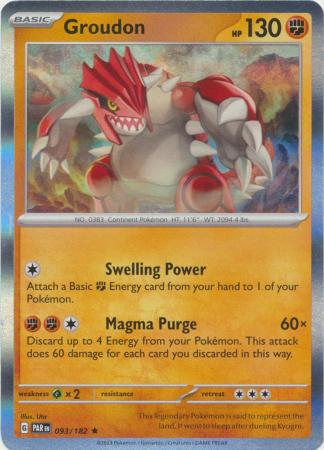 BASIC
Groudon HP 130
NO. 0383 Continent Pokémon HT: 11'6" WT: 2094.4 lbs.
Swelling Power
Attach a Basic Energy card from your hand to 1 of your
Pokémon.
Magma Purge 60×
Discard up to 4 Energy cards from your Pokémon. This attack
does 60 damage for each card you discarded in this way.
weakness × 2 resistance retreat
Illus. Uta
G PAR EN 093/182 ★
This legendary Pokémon is said to represent the
land. It went to sleep after dueling Kyogre.
©2023 Pokémon / Nintendo / Creatures / GAME FREAK